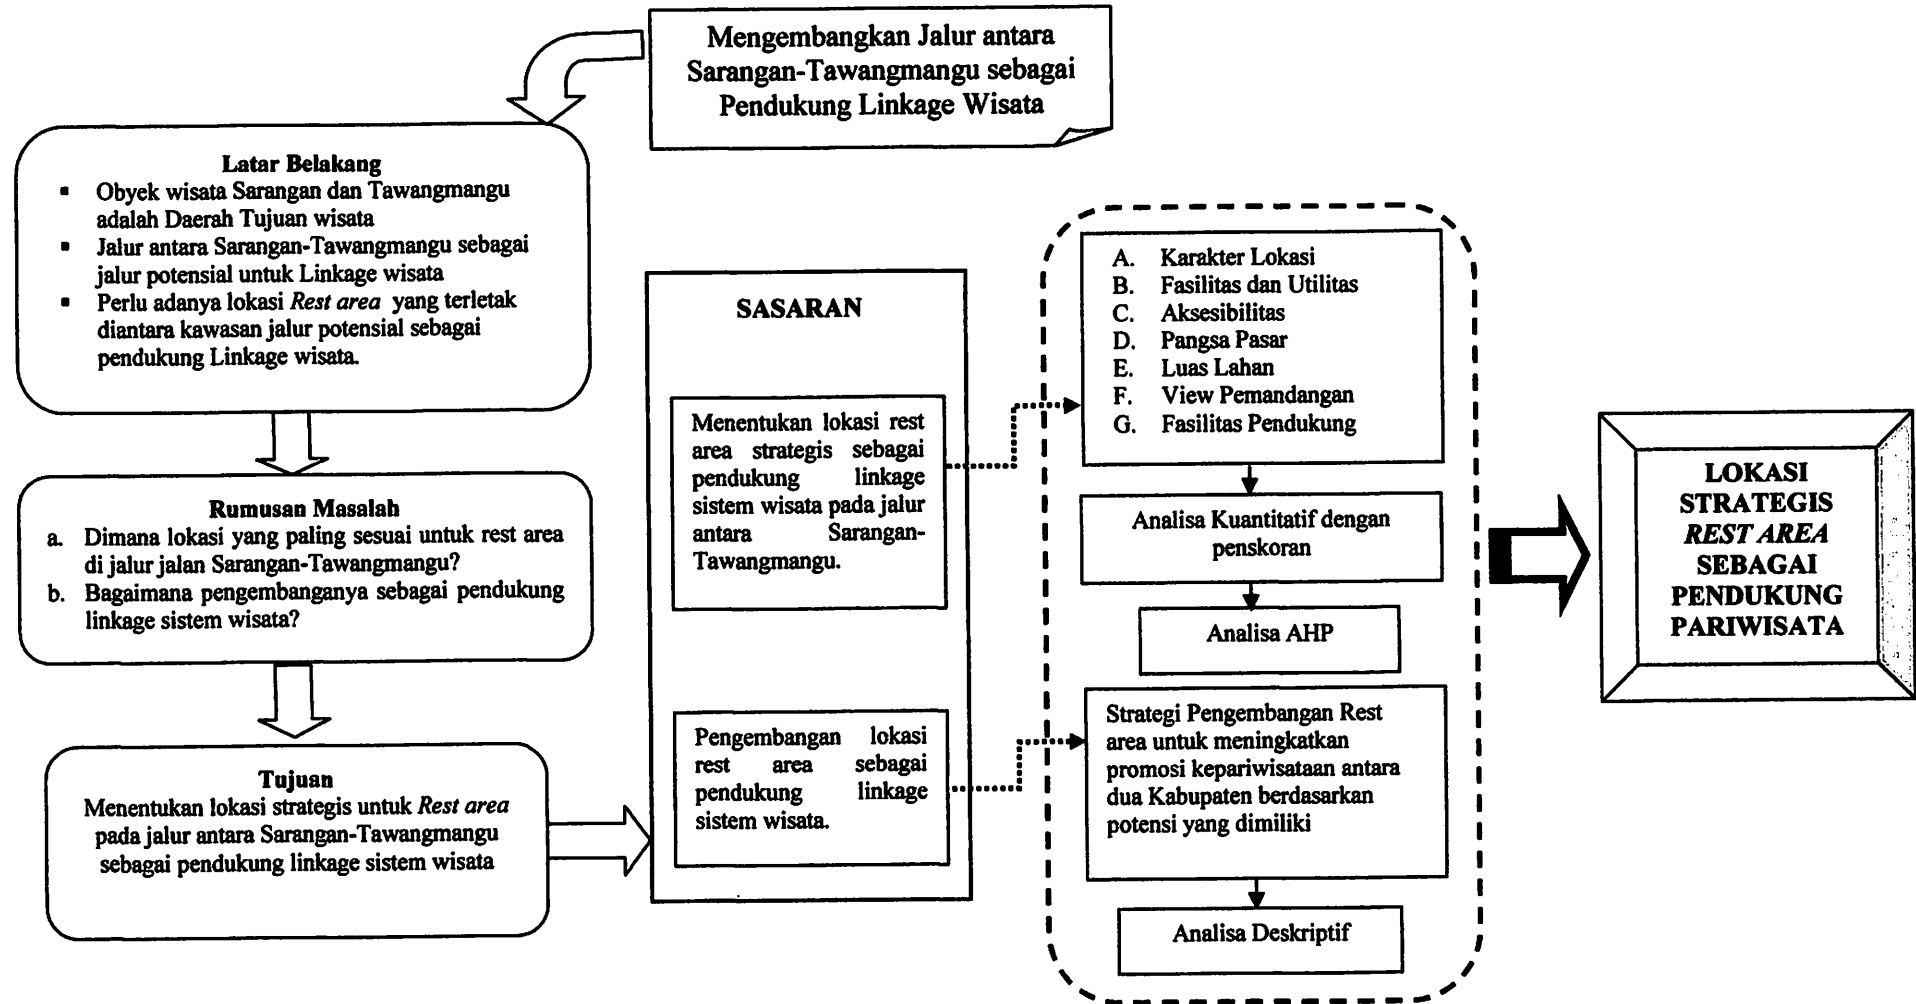 Mengembangkan Jalur antara
Sarangan-Tawangmangu sebagai
Pendukung Linkage Wisata
Latar Belakang
▪ Obyek wisata Sarangan dan Tawangmangu
adalah Daerah Tujuan wisata
▪ Jalur antara Sarangan-Tawangmangu sebagai
jalur potensial untuk Linkage wisata
▪ Perlu adanya lokasi Rest area yang terletak
diantara kawasan jalur potensial sebagai
pendukung Linkage wisata.
Rumusan Masalah
a. Dimana lokasi yang paling sesuai untuk rest area
di jalur jalan Sarangan-Tawangmangu?
b. Bagaimana pengembanganya sebagai pendukung
linkage sistem wisata?
Tujuan
Menentukan lokasi strategis untuk Rest area
pada jalur antara Sarangan-Tawangmangu
sebagai pendukung linkage sistem wisata
SASARAN
Menentukan lokasi rest
area strategis sebagai
pendukung linkage
sistem wisata pada jalur
antara Sarangan-
Tawangmangu.
Pengembangan lokasi
rest area sebagai
pendukung linkage
sistem wisata.
A. Karakter Lokasi
B. Fasilitas dan Utilitas
C. Aksesibilitas
D. Pangsa Pasar
E. Luas Lahan
F. View Pemandangan
G. Fasilitas Pendukung
Analisa Kuantitatif dengan
penskoran
Analisa AHP
Strategi Pengembangan Rest
area untuk meningkatkan
promosi kepariwisataan antara
dua Kabupaten berdasarkan
potensi yang dimiliki
Analisa Deskriptif
LOKASI
STRATEGIS
REST AREA
SEBAGAI
PENDUKUNG
PARIWISATA